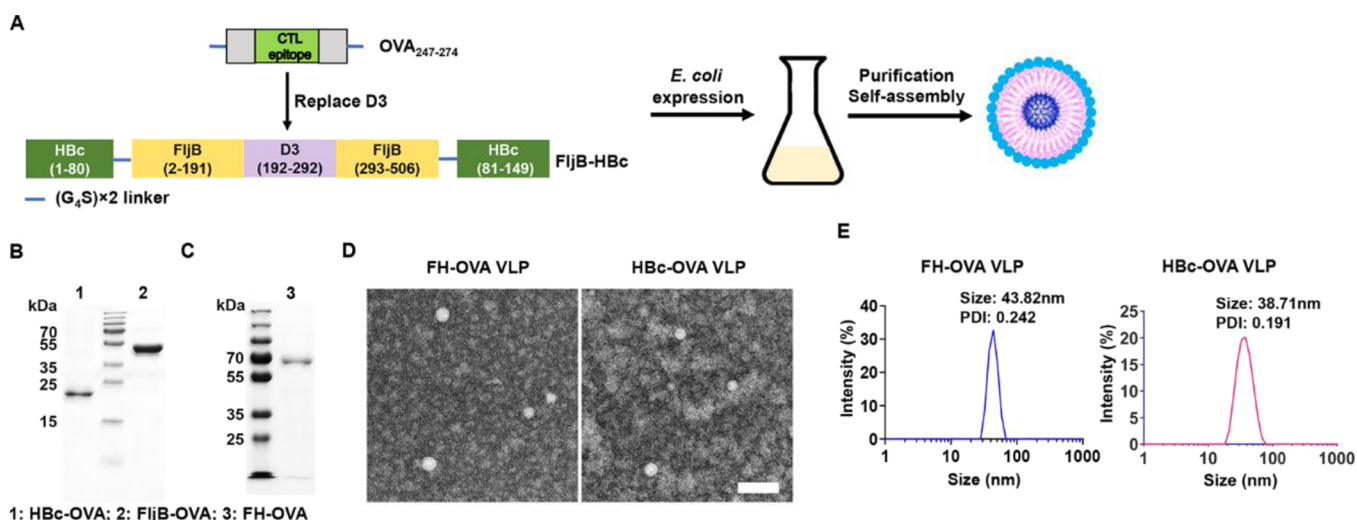 A
CTL
epitope
OVA247-274
Replace D3
HBc
(1-80)
FljB
(2-191)
D3
(192-292)
FljB
(293-506)
HBc
(81-149)
FljB-HBc
(G4S)×2 linker
E. coli
expression
Purification
Self-assembly
B
kDa
1
2
70
55
35
25
15
C
kDa
3
70
55
35
25
1: HBc-OVA; 2: FljB-OVA; 3: FH-OVA
D
FH-OVA VLP
HBc-OVA VLP
E
FH-OVA VLP
Size: 43.82nm
PDI: 0.242
Intensity (%)
40
30
20
10
0
1
10
100
1000
Size (nm)
HBc-OVA VLP
Size: 38.71nm
PDI: 0.191
Intensity (%)
25
20
15
10
5
0
1
10
100
1000
Size (nm)